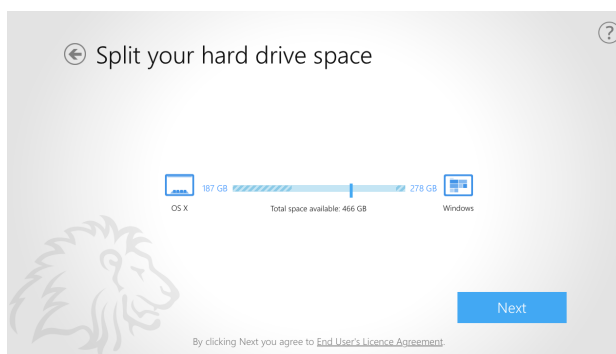 ?
Split your hard drive space
187 GB 278 GB
OS X Total space available: 466 GB Windows
Next
By clicking Next you agree to End User's Licence Agreement.